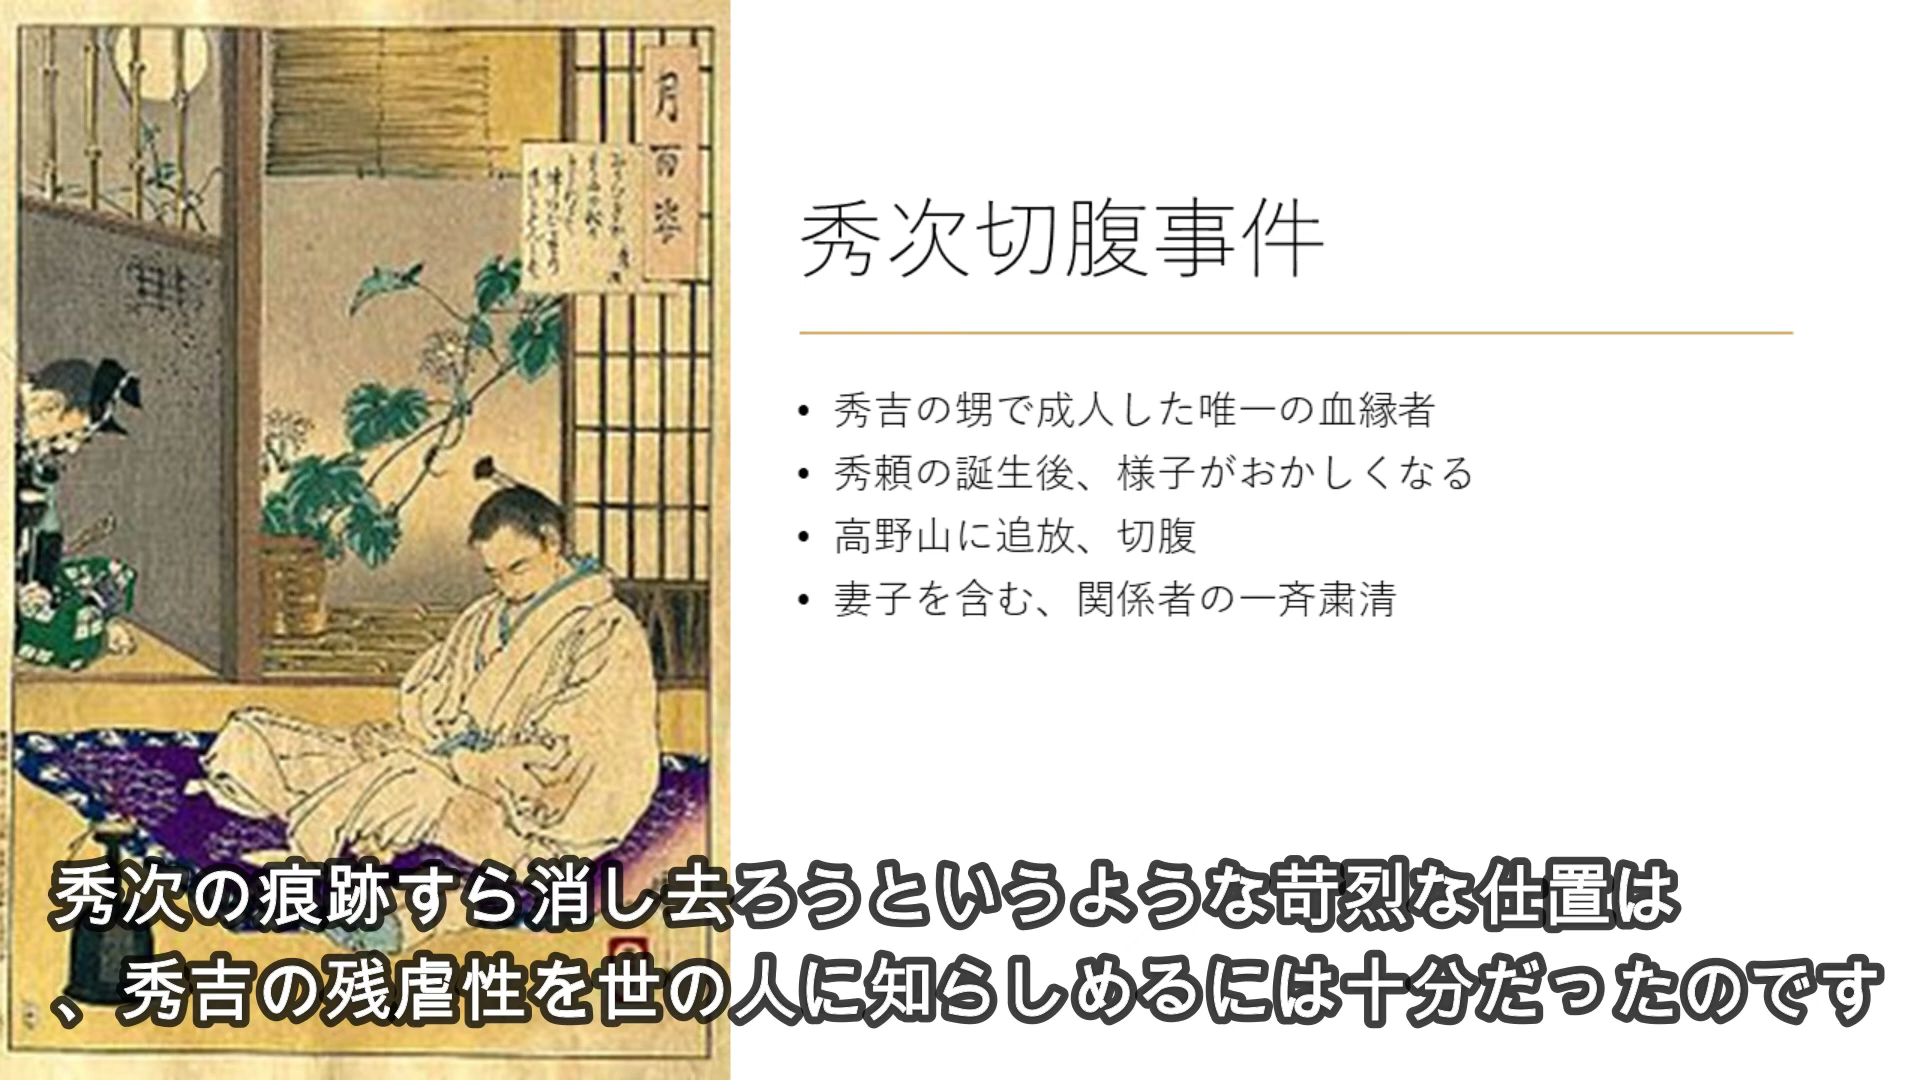 月百姿
秀次切腹事件
• 秀吉の甥で成人した唯一の血縁者
• 秀頼の誕生後、様子がおかしくなる
• 高野山に追放、切腹
• 妻子を含む、関係者の一斉粛清
秀次の痕跡すら消し去ろうというような苛烈な仕置は
、秀吉の残虐性を世の人に知らしめるには十分だったのです